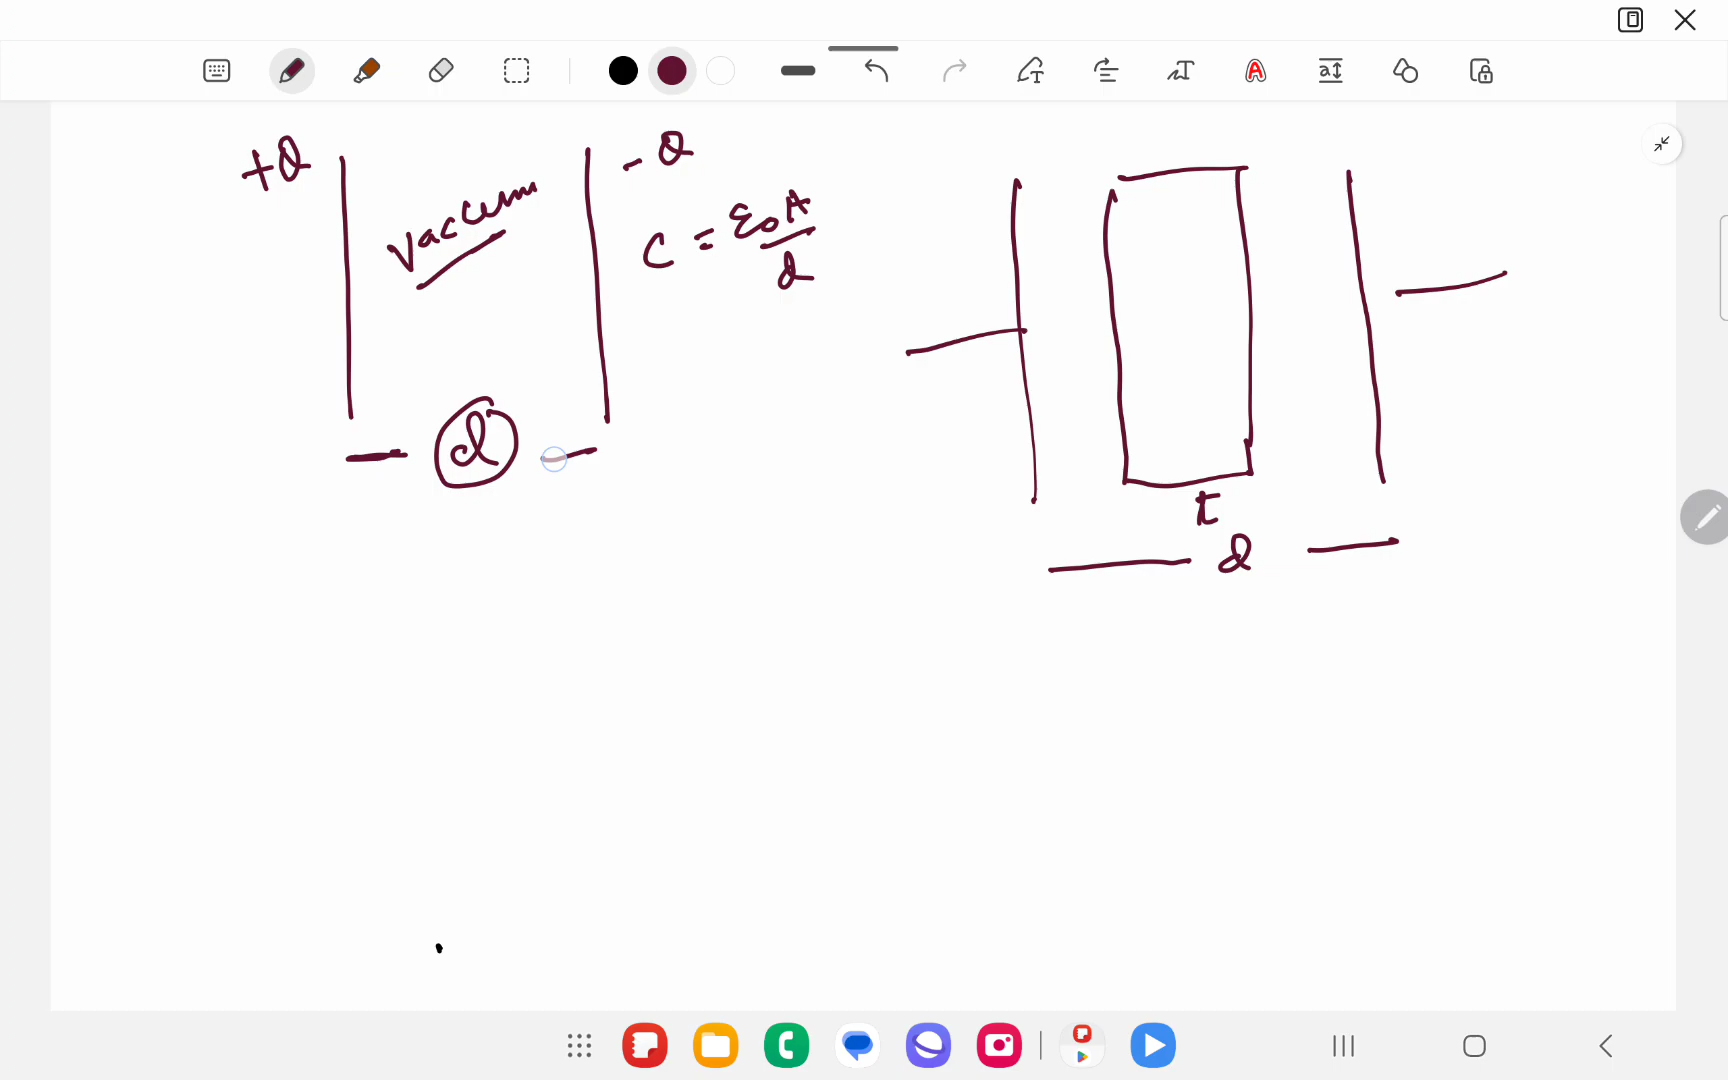 +Q
- Q
vaccum
C = ε₀A/d
d
t
d